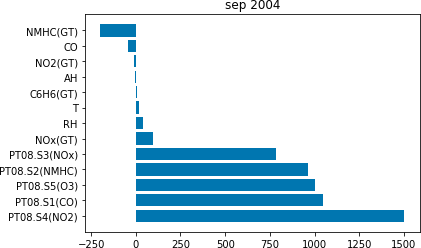 sep 2004
NMHC(GT)
CO
NO2(GT)
AH
C6H6(GT)
T
RH
NOx(GT)
PT08.S3(NOx)
PT08.S2(NMHC)
PT08.S5(O3)
PT08.S1(CO)
PT08.S4(NO2)
−250 0 250 500 750 1000 1250 1500